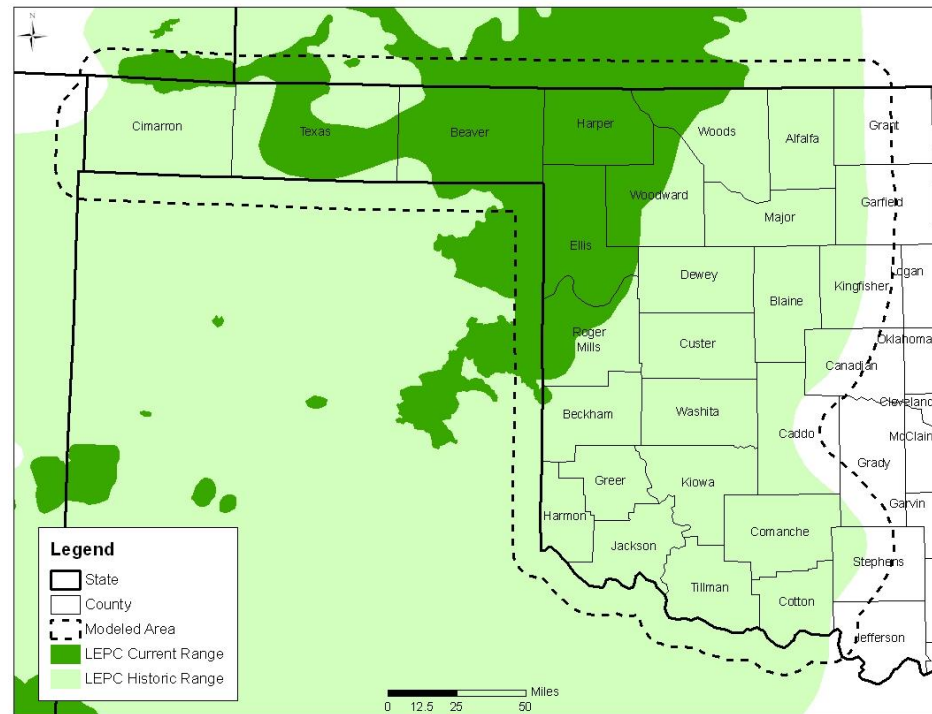 N
Cimarron
Texas
Beaver
Harper
Woods
Alfalfa
Grant
Woodward
Major
Garfield
Ellis
Dewey
Blaine
Kingfisher
Logan
Roger
Mills
Custer
Canadian
Oklahoma
Beckham
Washita
Caddo
Cleveland
McClain
Grady
Greer
Kiowa
Garvin
Harmon
Jackson
Comanche
Stephens
Tillman
Cotton
Jefferson
Legend
State
County
Modeled Area
LEPC Current Range
LEPC Historic Range
Miles
0 12.5 25 50